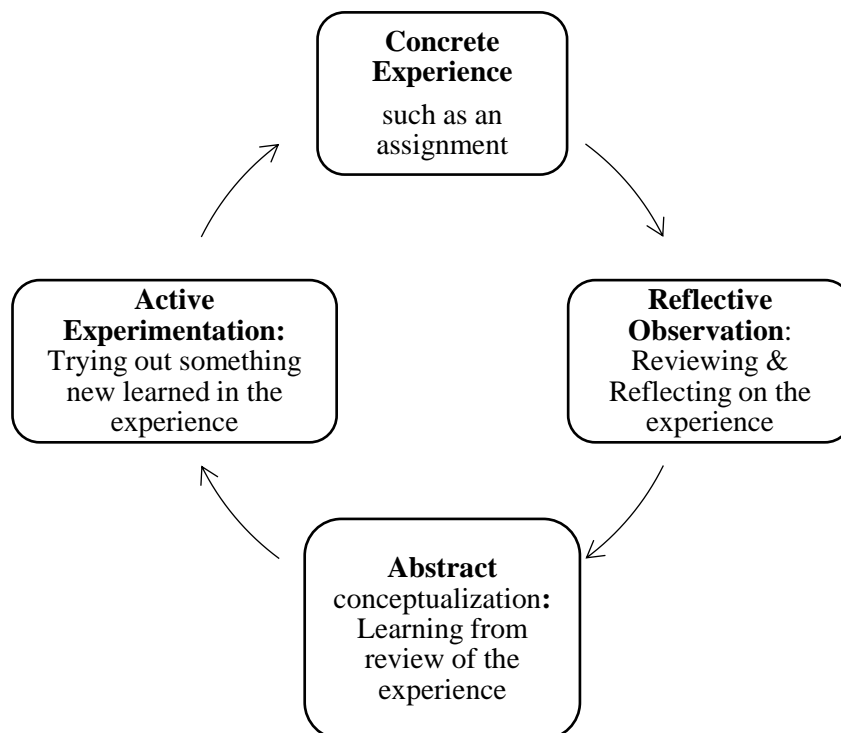 Concrete
Experience
such as an
assignment
Active
Experimentation:
Trying out something
new learned in the
experience
Reflective
Observation:
Reviewing &
Reflecting on the
experience
Abstract
conceptualization:
Learning from
review of the
experience